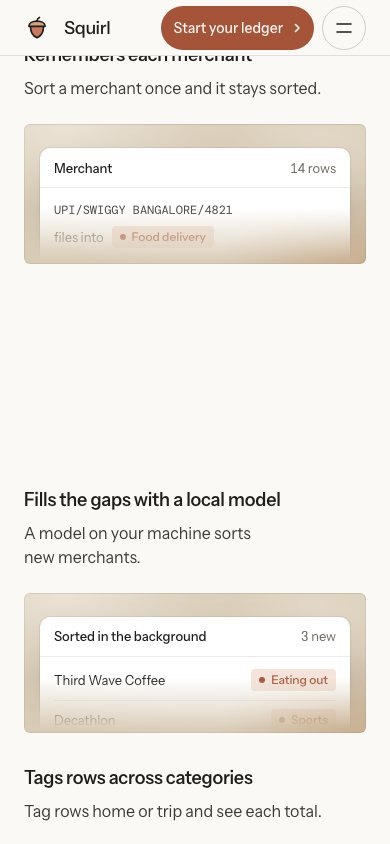 Squirl
Start your ledger
Remembers each merchant
Sort a merchant once and it stays sorted.
Merchant
14 rows
UPI/SWIGGY BANGALORE/4821
files into
Food delivery
Fills the gaps with a local model
A model on your machine sorts
new merchants.
Sorted in the background
3 new
Third Wave Coffee
Eating out
Decathlon
Sports
Tags rows across categories
Tag rows home or trip and see each total.